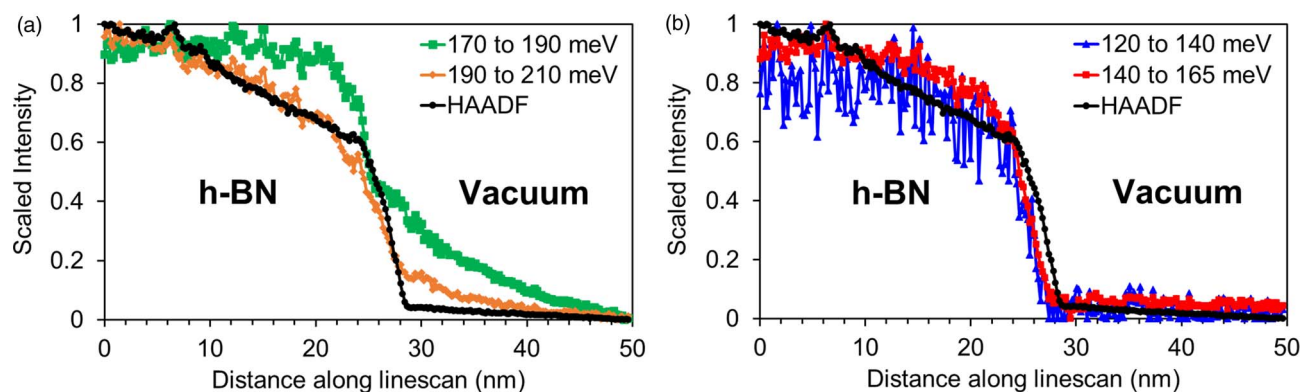 (a)
1
0.8
0.6
0.4
0.2
0
Scaled Intensity
170 to 190 meV
190 to 210 meV
HAADF
h-BN
Vacuum
0 10 20 30 40 50
Distance along linescan (nm)
(b)
1
0.8
0.6
0.4
0.2
0
Scaled Intensity
120 to 140 meV
140 to 165 meV
HAADF
h-BN
Vacuum
0 10 20 30 40 50
Distance along linescan (nm)